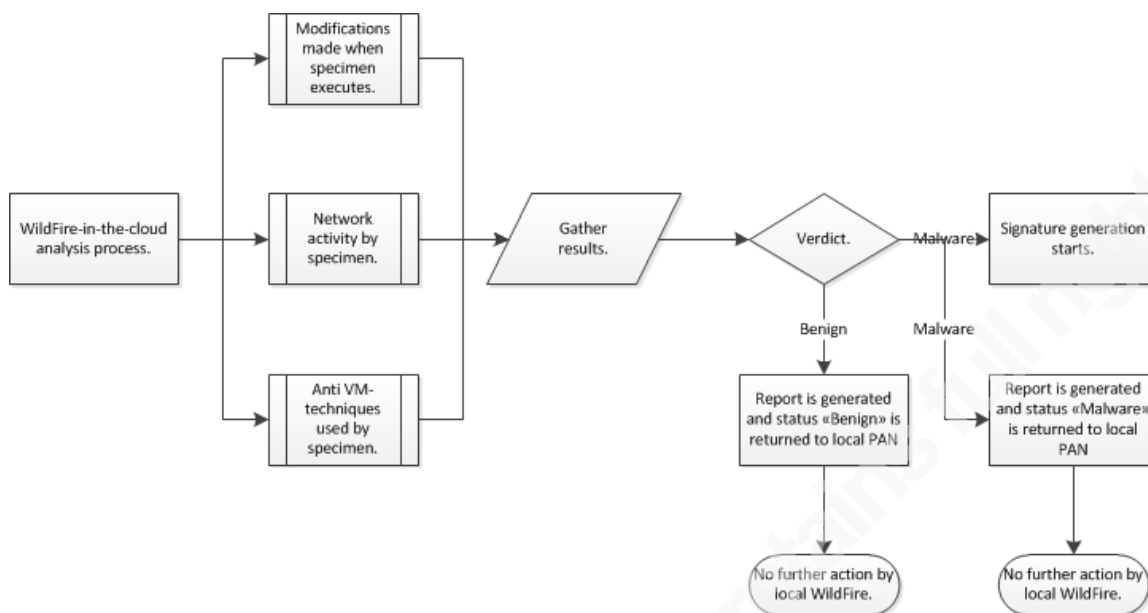 Modifications
made when
specimen
executes.
WildFire-in-the-cloud
analysis process.
Network
activity by
specimen.
Gather
results.
Verdict.
Malware
Signature generation
starts.
Benign
Malware
Anti VM-
techniques
used by
specimen.
Report is generated
and status «Benign» is
returned to local PAN
Report is generated
and status «Malware»
is returned to local
PAN
No further action by
local WildFire.
No further action by
local WildFire.
full